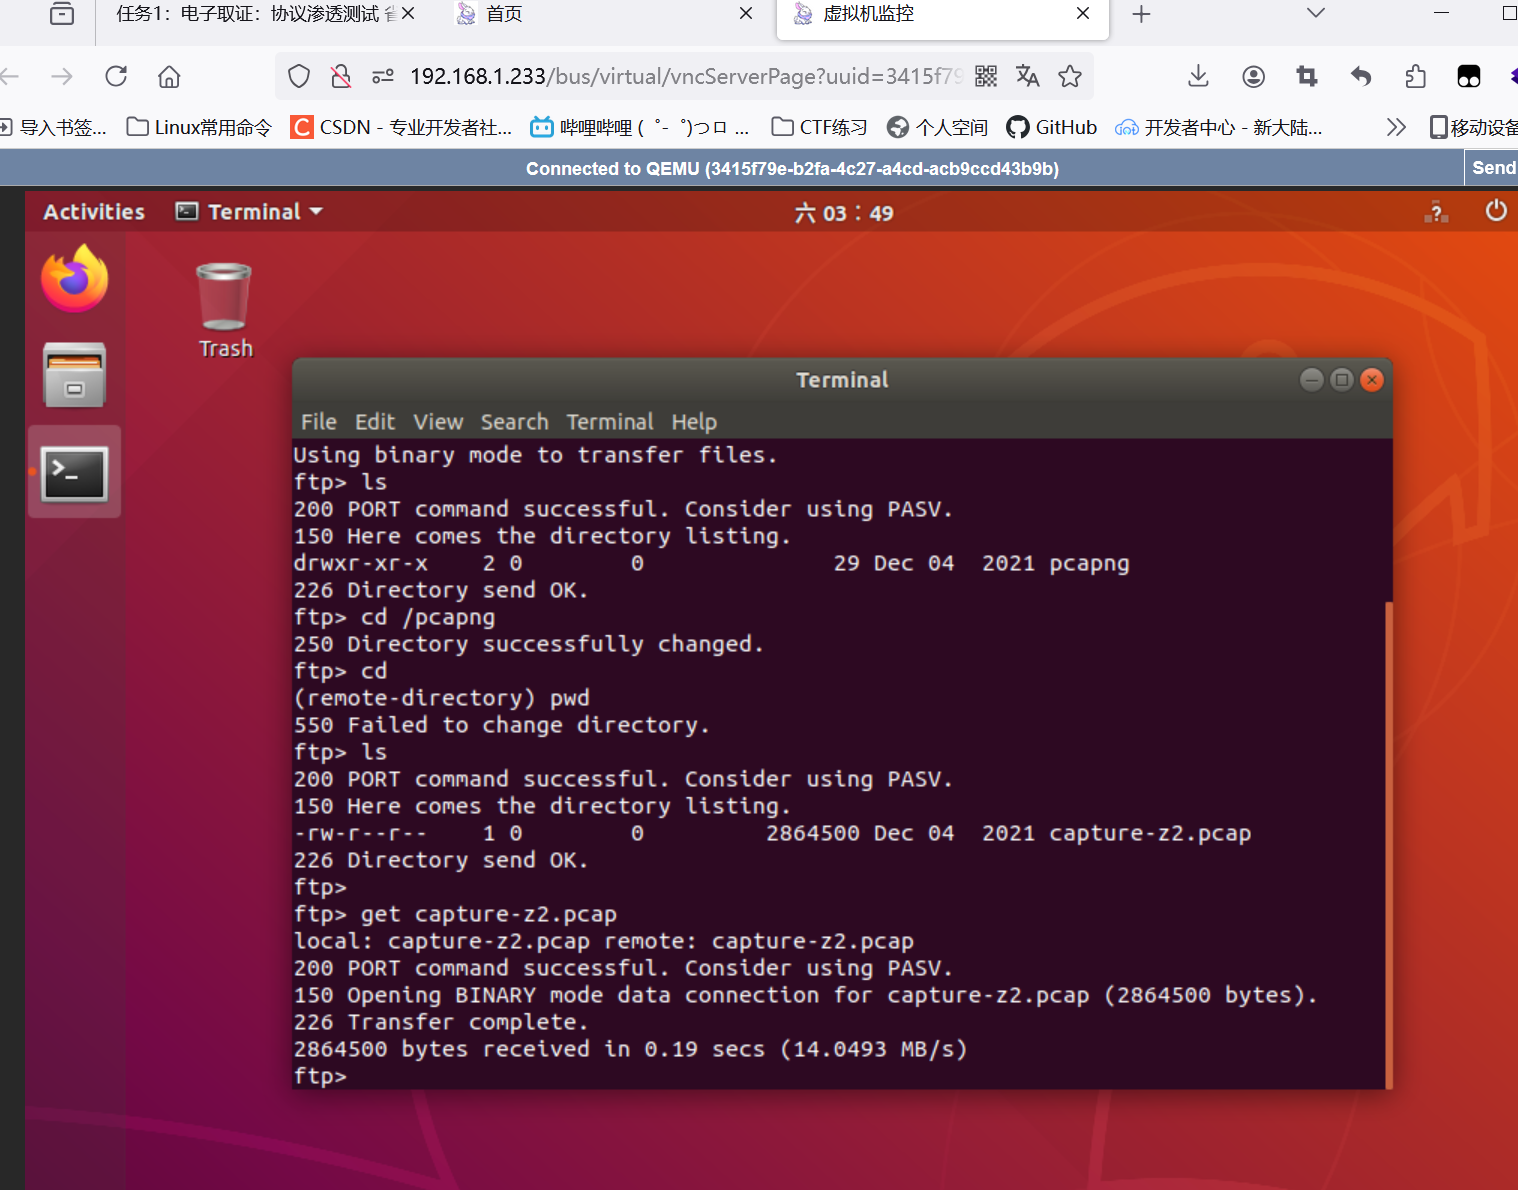 任务1：电子取证：协议渗透测试
首页
虚拟机监控
192.168.1.233/bus/virtual/vncServerPage?uuid=3415f79
导入书签...
Linux常用命令
CSDN - 专业开发者社...
哔哩哔哩 ( ゜- ゜)つロ ...
CTF练习
个人空间
GitHub
开发者中心 - 新大陆...
移动设备
Connected to QEMU (3415f79e-b2fa-4c27-a4cd-acb9ccd43b9b)
Send
Activities
Terminal
六 03：49
Trash
Terminal
File Edit View Search Terminal Help
Using binary mode to transfer files.
ftp> ls
200 PORT command successful. Consider using PASV.
150 Here comes the directory listing.
drwxr-xr-x    2 0        0              29 Dec 04  2021 pcapng
226 Directory send OK.
ftp> cd /pcapng
250 Directory successfully changed.
ftp> cd
(remote-directory) pwd
550 Failed to change directory.
ftp> ls
200 PORT command successful. Consider using PASV.
150 Here comes the directory listing.
-rw-r--r--    1 0        0         2864500 Dec 04  2021 capture-z2.pcap
226 Directory send OK.
ftp>
ftp> get capture-z2.pcap
local: capture-z2.pcap remote: capture-z2.pcap
200 PORT command successful. Consider using PASV.
150 Opening BINARY mode data connection for capture-z2.pcap (2864500 bytes).
226 Transfer complete.
2864500 bytes received in 0.19 secs (14.0493 MB/s)
ftp>